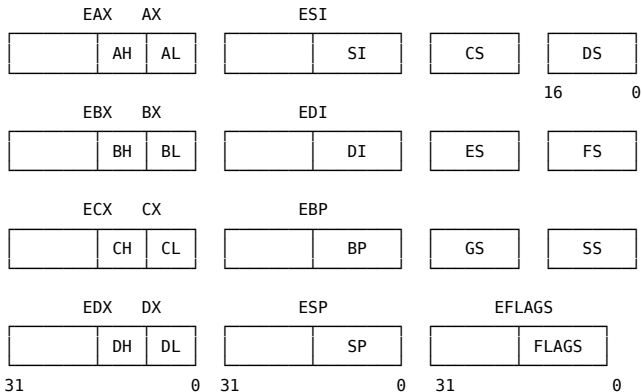 EAX AX ESI
AH AL SI CS DS
16 0
EBX BX EDI
BH BL DI ES FS
ECX CX EBP
CH CL BP GS SS
EDX DX ESP EFLAGS
DH DL SP FLAGS
31 0 31 0 31 0